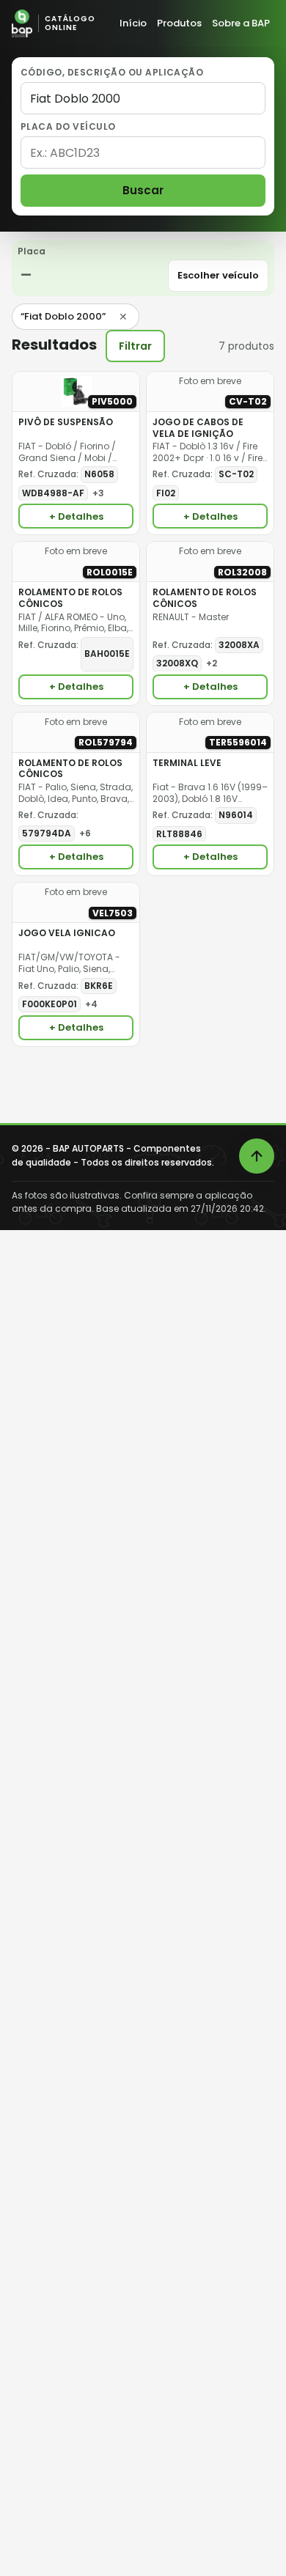 bap
CATÁLOGO
ONLINE
Início Produtos Sobre a BAP
CÓDIGO, DESCRIÇÃO OU APLICAÇÃO
Fiat Doblo 2000
PLACA DO VEÍCULO
Ex.: ABC1D23
Buscar
Placa
—
Escolher veículo
“Fiat Doblo 2000” ×
Resultados
Filtrar
7 produtos
PIV5000
PIVÔ DE SUSPENSÃO
FIAT - Dobló / Fiorino /
Grand Siena / Mobi /…
Ref. Cruzada: N6058
WDB4988-AF +3
+ Detalhes
Foto em breve
CV-T02
JOGO DE CABOS DE
VELA DE IGNIÇÃO
FIAT - Dobló 1.3 16v / Fire
2002+ Dcpr · 1.0 16 v / Fire…
Ref. Cruzada: SC-T02
FI02
+ Detalhes
Foto em breve
ROL0015E
ROLAMENTO DE ROLOS
CÔNICOS
FIAT / ALFA ROMEO - Uno,
Mille, Fiorino, Prêmio, Elba,…
Ref. Cruzada: BAH0015E
+ Detalhes
Foto em breve
ROL32008
ROLAMENTO DE ROLOS
CÔNICOS
RENAULT - Master
Ref. Cruzada: 32008XA
32008XQ +2
+ Detalhes
Foto em breve
ROL579794
ROLAMENTO DE ROLOS
CÔNICOS
FIAT - Palio, Siena, Strada,
Doblò, Idea, Punto, Brava,…
Ref. Cruzada:
579794DA +6
+ Detalhes
Foto em breve
TER5596014
TERMINAL LEVE
Fiat - Brava 1.6 16V (1999–
2003), Dobló 1.8 16V…
Ref. Cruzada: N96014
RLT88846
+ Detalhes
Foto em breve
VEL7503
JOGO VELA IGNICAO
FIAT/GM/VW/TOYOTA -
Fiat Uno, Palio, Siena,…
Ref. Cruzada: BKR6E
F000KE0P01 +4
+ Detalhes
© 2026 - BAP AUTOPARTS - Componentes
de qualidade - Todos os direitos reservados.
As fotos são ilustrativas. Confira sempre a aplicação
antes da compra. Base atualizada em 27/11/2026 20:42.